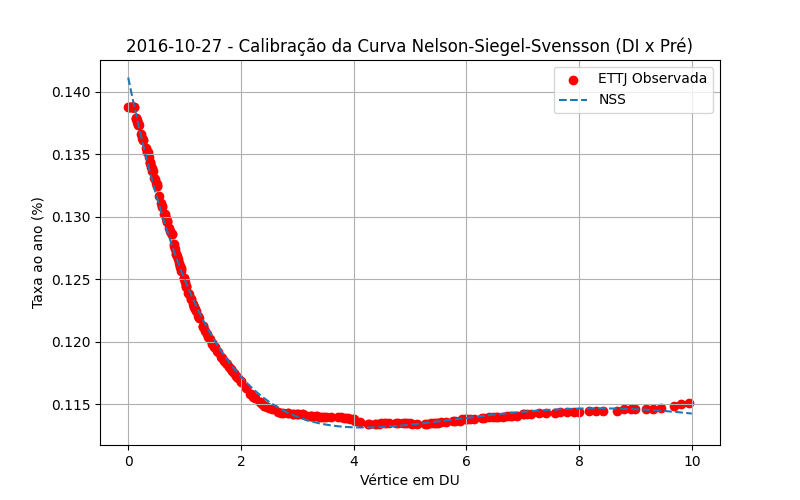 2016-10-27 - Calibração da Curva Nelson-Siegel-Svensson (DI x Pré)
ETTJ Observada
NSS
Taxa ao ano (%)
0.140
0.135
0.130
0.125
0.120
0.115
0 2 4 6 8 10
Vértice em DU